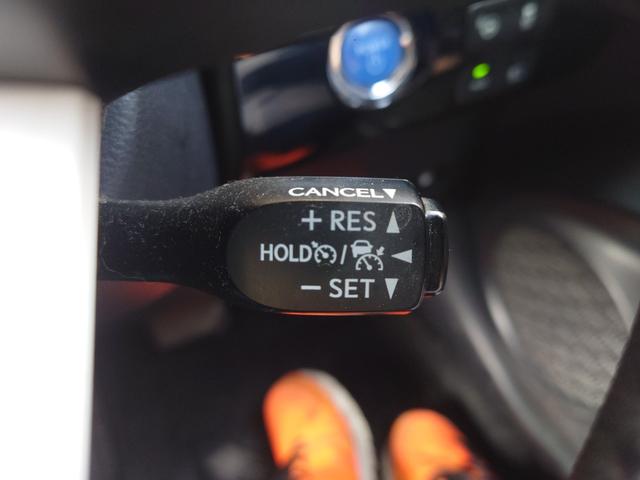 CANCEL▼
+ RES ▲
HOLD / ◀
− SET ▼